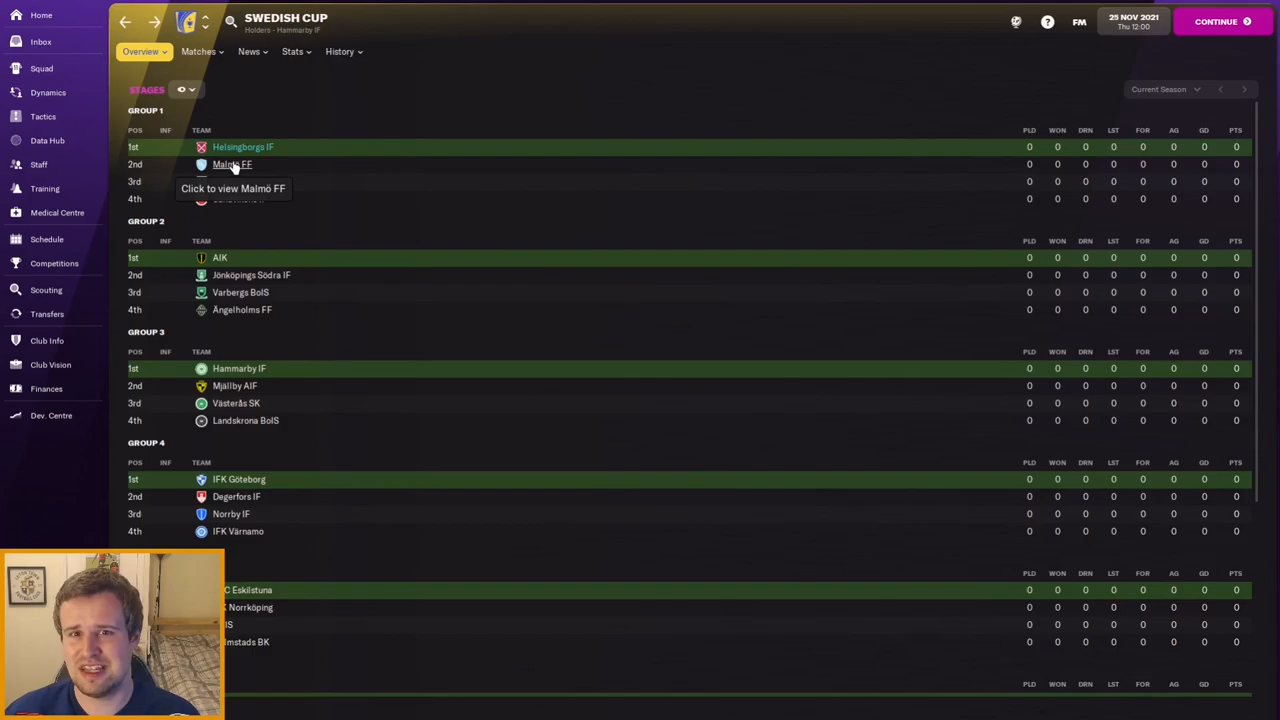 Home
Inbox
Squad
Dynamics
Tactics
Data Hub
Staff
Training
Medical Centre
Schedule
Competitions
Scouting
Transfers
Club Info
Club Vision
Finances
Dev. Centre
SWEDISH CUP
Holders - Hammarby IF
FM
25 NOV 2021
Thu 12:00
CONTINUE
Overview
Matches
News
Stats
History
STAGES
Current Season
GROUP 1
POS INF TEAM PLD WON DRN LST FOR AG GD PTS
1st Helsingborgs IF 0 0 0 0 0 0 0 0
2nd Malmö FF 0 0 0 0 0 0 0 0
3rd 0 0 0 0 0 0 0 0
Click to view Malmö FF
4th 0 0 0 0 0 0 0 0
GROUP 2
POS INF TEAM PLD WON DRN LST FOR AG GD PTS
1st AIK 0 0 0 0 0 0 0 0
2nd Jönköpings Södra IF 0 0 0 0 0 0 0 0
3rd Varbergs BoIS 0 0 0 0 0 0 0 0
4th Ängelholms FF 0 0 0 0 0 0 0 0
GROUP 3
POS INF TEAM PLD WON DRN LST FOR AG GD PTS
1st Hammarby IF 0 0 0 0 0 0 0 0
2nd Mjällby AIF 0 0 0 0 0 0 0 0
3rd Västerås SK 0 0 0 0 0 0 0 0
4th Landskrona BoIS 0 0 0 0 0 0 0 0
GROUP 4
POS INF TEAM PLD WON DRN LST FOR AG GD PTS
1st IFK Göteborg 0 0 0 0 0 0 0 0
2nd Degerfors IF 0 0 0 0 0 0 0 0
3rd Norrby IF 0 0 0 0 0 0 0 0
4th IFK Värnamo 0 0 0 0 0 0 0 0
PLD WON DRN LST FOR AG GD PTS
C Eskilstuna 0 0 0 0 0 0 0 0
K Norrköping 0 0 0 0 0 0 0 0
IS 0 0 0 0 0 0 0 0
lmstads BK 0 0 0 0 0 0 0 0
PLD WON DRN LST FOR AG GD PTS